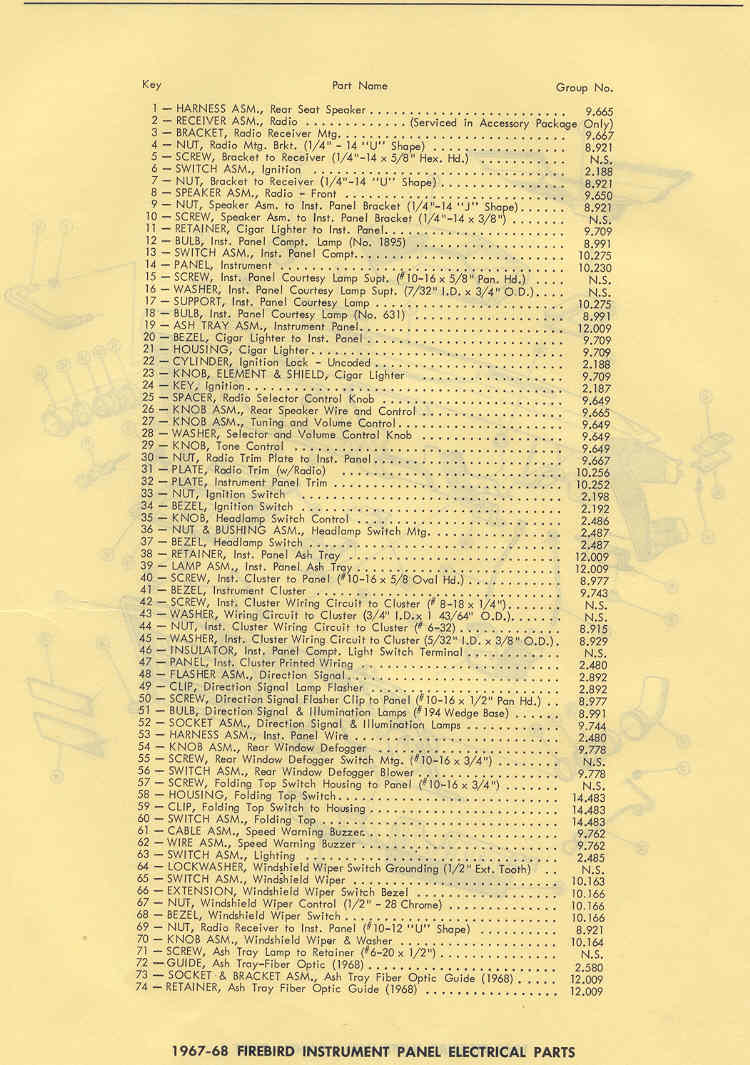 Key Part Name Group No.
1 — HARNESS ASM., Rear Seat Speaker . . . . . . . . . . . . . . . . . . . . . . . . . 9.665
2 — RECEIVER ASM., Radio . . . . . . . . . . . . . (Serviced in Accessory Package Only)
3 — BRACKET, Radio Receiver Mtg. . . . . . . . . . . . . . . . . . . . . . . . . . . 9.667
4 — NUT, Radio Mtg. Brkt. (1/4" - 14 "U" Shape) . . . . . . . . . . . . . . . . . 8.921
5 — SCREW, Bracket to Receiver (1/4"-14 x 5/8" Hex. Hd.) . . . . . . . . . . . N.S.
6 — SWITCH ASM., Ignition . . . . . . . . . . . . . . . . . . . . . . . . . . . . . 2.188
7 — NUT, Bracket to Receiver (1/4"-14 "U" Shape) . . . . . . . . . . . . . . . . 8.921
8 — SPEAKER ASM., Radio - Front . . . . . . . . . . . . . . . . . . . . . . . . . . 9.650
9 — NUT, Speaker Asm. to Inst. Panel Bracket (1/4"-14 "J" Shape) . . . . . . 8.921
10 — SCREW, Speaker Asm. to Inst. Panel Bracket (1/4"-14 x 3/8") . . . . . . . N.S.
11 — RETAINER, Cigar Lighter to Inst. Panel . . . . . . . . . . . . . . . . . . . . . 9.709
12 — BULB, Inst. Panel Compt. Lamp (No. 1895) . . . . . . . . . . . . . . . . . . 8.991
13 — SWITCH ASM., Inst. Panel Compt. . . . . . . . . . . . . . . . . . . . . . . . . 10.275
14 — PANEL, Instrument . . . . . . . . . . . . . . . . . . . . . . . . . . . . . . . . 10.230
15 — SCREW, Inst. Panel Courtesy Lamp Supt. (#10-16 x 5/8" Pan. Hd.) . . . . N.S.
16 — WASHER, Inst. Panel Courtesy Lamp Supt. (7/32" I.D. x 3/4" O.D.) . . . . N.S.
17 — SUPPORT, Inst. Panel Courtesy Lamp . . . . . . . . . . . . . . . . . . . . . . 10.275
18 — BULB, Inst. Panel Courtesy Lamp (No. 631) . . . . . . . . . . . . . . . . . . 8.991
19 — ASH TRAY ASM., Instrument Panel . . . . . . . . . . . . . . . . . . . . . . . . 12.009
20 — BEZEL, Cigar Lighter to Inst. Panel . . . . . . . . . . . . . . . . . . . . . . . 9.709
21 — HOUSING, Cigar Lighter . . . . . . . . . . . . . . . . . . . . . . . . . . . . . . 9.709
22 — CYLINDER, Ignition Lock - Uncoded . . . . . . . . . . . . . . . . . . . . . . . 2.188
23 — KNOB, ELEMENT & SHIELD, Cigar Lighter . . . . . . . . . . . . . . . . . . 9.709
24 — KEY, Ignition . . . . . . . . . . . . . . . . . . . . . . . . . . . . . . . . . . . . 2.187
25 — SPACER, Radio Selector Control Knob . . . . . . . . . . . . . . . . . . . . . . 9.649
26 — KNOB ASM., Rear Speaker Wire and Control . . . . . . . . . . . . . . . . . . 9.665
27 — KNOB ASM., Tuning and Volume Control . . . . . . . . . . . . . . . . . . . . . 9.649
28 — WASHER, Selector and Volume Control Knob . . . . . . . . . . . . . . . . . . 9.649
29 — KNOB, Tone Control . . . . . . . . . . . . . . . . . . . . . . . . . . . . . . . . 9.649
30 — NUT, Radio Trim Plate to Inst. Panel . . . . . . . . . . . . . . . . . . . . . . . 9.667
31 — PLATE, Radio Trim (w/Radio) . . . . . . . . . . . . . . . . . . . . . . . . . . . 10.256
32 — PLATE, Instrument Panel Trim . . . . . . . . . . . . . . . . . . . . . . . . . . . 10.252
33 — NUT, Ignition Switch . . . . . . . . . . . . . . . . . . . . . . . . . . . . . . . . 2.198
34 — BEZEL, Ignition Switch . . . . . . . . . . . . . . . . . . . . . . . . . . . . . . . 2.192
35 — KNOB, Headlamp Switch Control . . . . . . . . . . . . . . . . . . . . . . . . . 2.486
36 — NUT & BUSHING ASM., Headlamp Switch Mtg. . . . . . . . . . . . . . . . . . 2.487
37 — BEZEL, Headlamp Switch . . . . . . . . . . . . . . . . . . . . . . . . . . . . . . 2.487
38 — RETAINER, Inst. Panel Ash Tray . . . . . . . . . . . . . . . . . . . . . . . . . . 12.009
39 — LAMP ASM., Inst. Panel Ash Tray . . . . . . . . . . . . . . . . . . . . . . . . . 12.009
40 — SCREW, Inst. Cluster to Panel (#10-16 x 5/8 Oval Hd.) . . . . . . . . . . . . 8.977
41 — BEZEL, Instrument Cluster . . . . . . . . . . . . . . . . . . . . . . . . . . . . . . 9.743
42 — SCREW, Inst. Cluster Wiring Circuit to Cluster (# 8-18 x 1/4") . . . . . . . N.S.
43 — WASHER, Wiring Circuit to Cluster (3/4" I.D. x 1 43/64" O.D.) . . . . . . . N.S.
44 — NUT, Inst. Cluster Wiring Circuit to Cluster (# 6-32) . . . . . . . . . . . . . 8.915
45 — WASHER, Inst. Cluster Wiring Circuit to Cluster (5/32" I.D. x 3/8" O.D.) . 8.929
46 — INSULATOR, Inst. Panel Compt. Light Switch Terminal . . . . . . . . . . . . N.S.
47 — PANEL, Inst. Cluster Printed Wiring . . . . . . . . . . . . . . . . . . . . . . . . 2.480
48 — FLASHER ASM., Direction Signal . . . . . . . . . . . . . . . . . . . . . . . . . . 2.892
49 — CLIP, Direction Signal Lamp Flasher . . . . . . . . . . . . . . . . . . . . . . . . 2.892
50 — SCREW, Direction Signal Flasher Clip to Panel (#10-16 x 1/2" Pan Hd.) . . 8.977
51 — BULB, Direction Signal & Illumination Lamps (#194 Wedge Base) . . . . . . 8.991
52 — SOCKET ASM., Direction Signal & Illumination Lamps . . . . . . . . . . . . 9.744
53 — HARNESS ASM., Inst. Panel Wire . . . . . . . . . . . . . . . . . . . . . . . . . . 2.480
54 — KNOB ASM., Rear Window Defogger . . . . . . . . . . . . . . . . . . . . . . . 9.778
55 — SCREW, Rear Window Defogger Switch Mtg. (#10-16 x 3/4") . . . . . . . . N.S.
56 — SWITCH ASM., Rear Window Defogger Blower . . . . . . . . . . . . . . . . . . 9.778
57 — SCREW, Folding Top Switch Housing to Panel (#10-16 x 3/4") . . . . . . . N.S.
58 — HOUSING, Folding Top Switch . . . . . . . . . . . . . . . . . . . . . . . . . . . 14.483
59 — CLIP, Folding Top Switch to Housing . . . . . . . . . . . . . . . . . . . . . . . 14.483
60 — SWITCH ASM., Folding Top . . . . . . . . . . . . . . . . . . . . . . . . . . . . . 14.483
61 — CABLE ASM., Speed Warning Buzzer . . . . . . . . . . . . . . . . . . . . . . . . 9.762
62 — WIRE ASM., Speed Warning Buzzer . . . . . . . . . . . . . . . . . . . . . . . . . 9.762
63 — SWITCH ASM., Lighting . . . . . . . . . . . . . . . . . . . . . . . . . . . . . . . 2.485
64 — LOCKWASHER, Windshield Wiper Switch Grounding (1/2" Ext. Tooth) . . N.S.
65 — SWITCH ASM., Windshield Wiper . . . . . . . . . . . . . . . . . . . . . . . . . . 10.163
66 — EXTENSION, Windshield Wiper Switch Bezel . . . . . . . . . . . . . . . . . . . 10.166
67 — NUT, Windshield Wiper Control (1/2" - 28 Chrome) . . . . . . . . . . . . . . 10.166
68 — BEZEL, Windshield Wiper Switch . . . . . . . . . . . . . . . . . . . . . . . . . . 10.166
69 — NUT, Radio Receiver to Inst. Panel (#10-12 "U" Shape) . . . . . . . . . . . 8.921
70 — KNOB ASM., Windshield Wiper & Washer . . . . . . . . . . . . . . . . . . . . . 10.164
71 — SCREW, Ash Tray Lamp to Retainer (#6-20 x 1/2") . . . . . . . . . . . . . . . N.S.
72 — GUIDE, Ash Tray-Fiber Optic (1968) . . . . . . . . . . . . . . . . . . . . . . . . 2.580
73 — SOCKET & BRACKET ASM., Ash Tray Fiber Optic Guide (1968) . . . . . 12.009
74 — RETAINER, Ash Tray Fiber Optic Guide (1968) . . . . . . . . . . . . . . . . . 12.009
1967-68 FIREBIRD INSTRUMENT PANEL ELECTRICAL PARTS